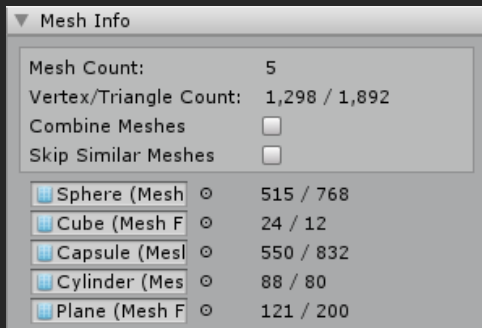 Mesh Info
Mesh Count: 5
Vertex/Triangle Count: 1,298 / 1,892
Combine Meshes
Skip Similar Meshes
Sphere (Mesh 515 / 768
Cube (Mesh F 24 / 12
Capsule (Mesl 550 / 832
Cylinder (Mes 88 / 80
Plane (Mesh F 121 / 200